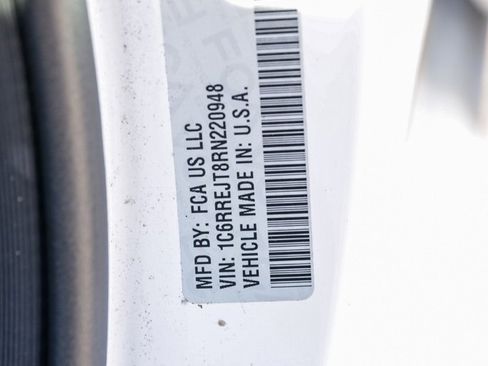 MFD BY: FCA US LLC
VIN: 1C6RREJT8RN220948
VEHICLE MADE IN: U.S.A.